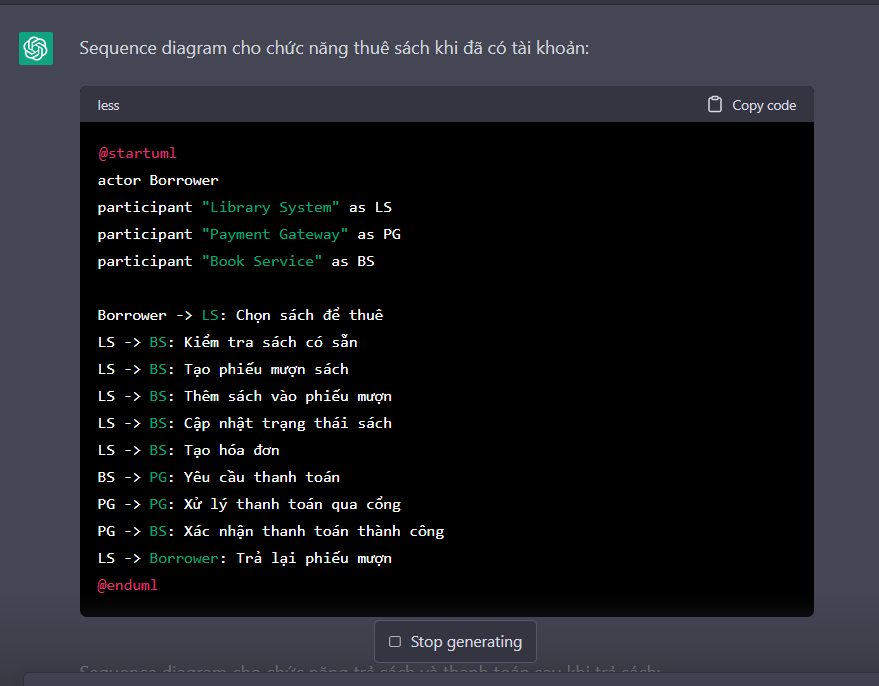 Sequence diagram cho chức năng thuê sách khi đã có tài khoản:
less Copy code
@startuml
actor Borrower
participant "Library System" as LS
participant "Payment Gateway" as PG
participant "Book Service" as BS
Borrower -> LS: Chọn sách để thuê
LS -> BS: Kiểm tra sách có sẵn
LS -> BS: Tạo phiếu mượn sách
LS -> BS: Thêm sách vào phiếu mượn
LS -> BS: Cập nhật trạng thái sách
LS -> BS: Tạo hóa đơn
BS -> PG: Yêu cầu thanh toán
PG -> PG: Xử lý thanh toán qua cổng
PG -> BS: Xác nhận thanh toán thành công
LS -> Borrower: Trả lại phiếu mượn
@enduml
Stop generating
Sequence diagram cho chức năng trả sách và thanh toán sau khi trả sách: